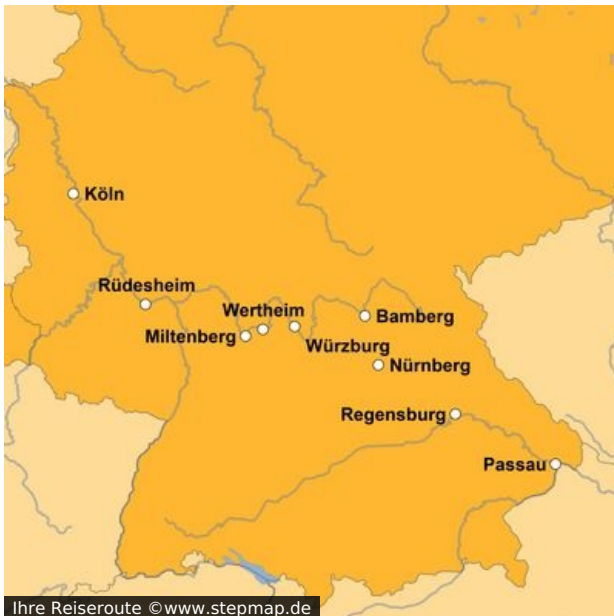 Köln
Rüdesheim
Wertheim
Bamberg
Miltenberg
Würzburg
Nürnberg
Regensburg
Passau
Ihre Reiseroute ©www.stepmap.de